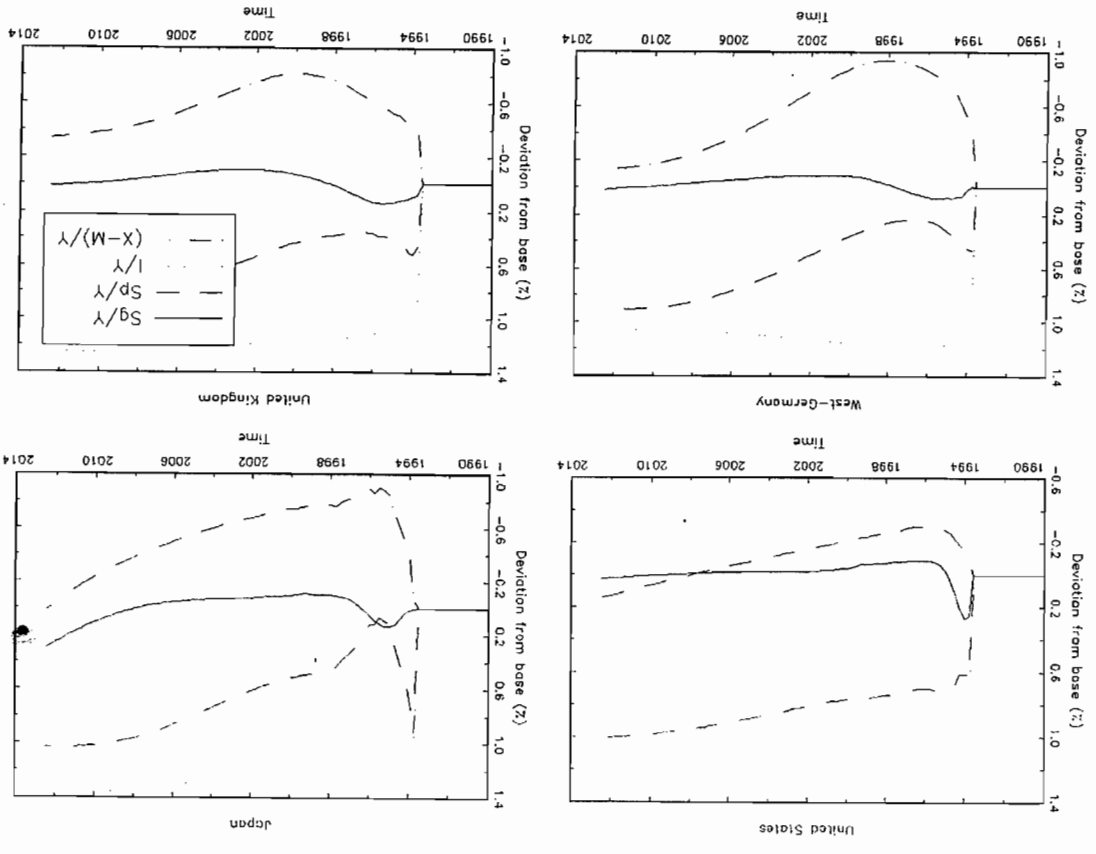 Japan
Deviation from base (%)
1.4
1.0
0.6
0.2
-0.2
-0.6
-1.0
1990 1994 1998 2002 2006 2010 2014
Time
United States
Deviation from base (%)
1.4
1.0
0.6
0.2
-0.2
-0.6
1990 1994 1998 2002 2006 2010 2014
Time
United Kingdom
Deviation from base (%)
1.4
1.0
0.6
0.2
-0.2
-0.6
-1.0
Sg/Y
Sp/Y
I/Y
(X-M)/Y
1990 1994 1998 2002 2006 2010 2014
Time
West-Germany
Deviation from base (%)
1.4
1.0
0.6
0.2
-0.2
-0.6
-1.0
1990 1994 1998 2002 2006 2010 2014
Time